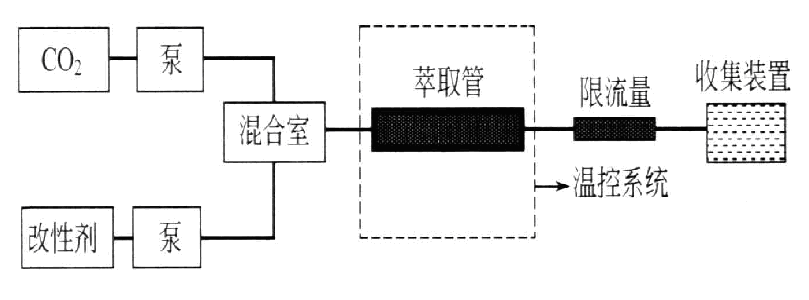 CO₂
泵
混合室
改性剂
泵
萃取管
限流量
收集装置
温控系统